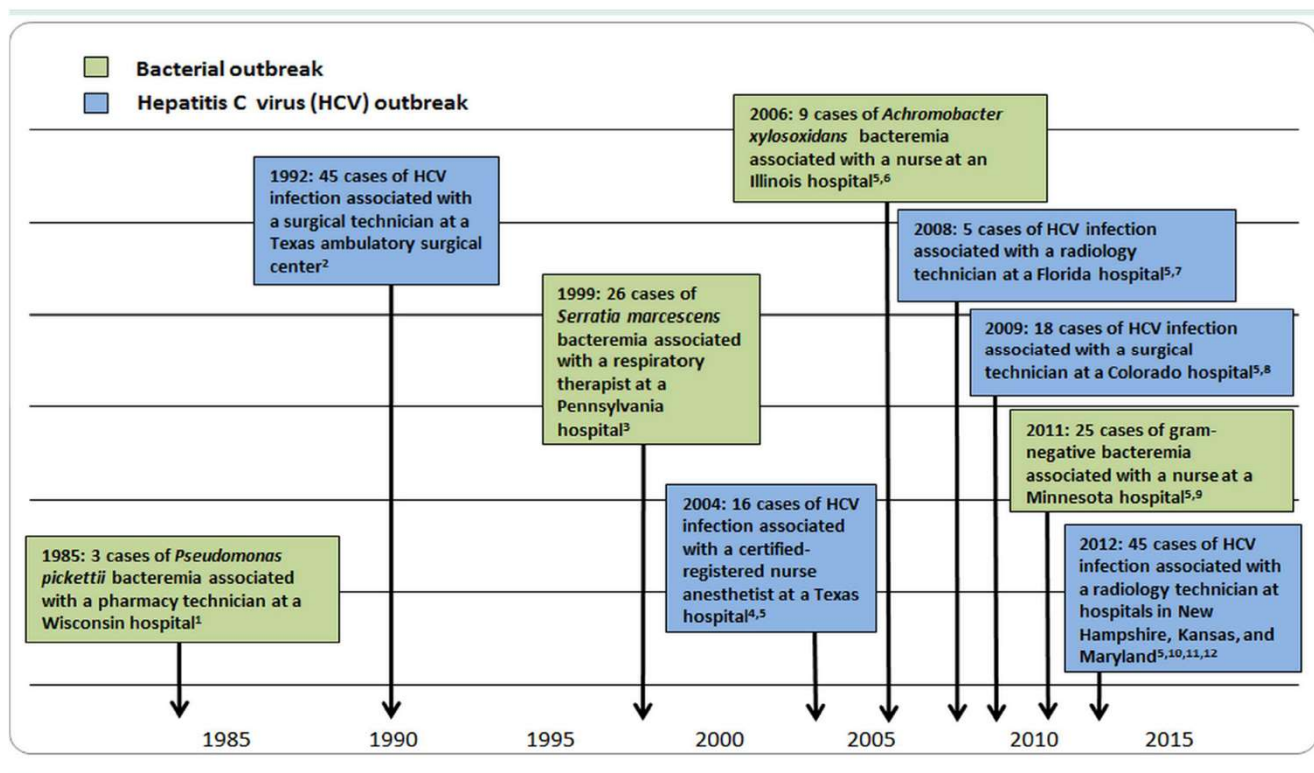 Bacterial outbreak
Hepatitis C virus (HCV) outbreak
2006: 9 cases of Achromobacter
xylosoxidans bacteremia
associated with a nurse at an
Illinois hospital⁵,⁶
1992: 45 cases of HCV
infection associated with
a surgical technician at a
Texas ambulatory surgical
center²
2008: 5 cases of HCV infection
associated with a radiology
technician at a Florida hospital⁵,⁷
1999: 26 cases of
Serratia marcescens
bacteremia associated
with a respiratory
therapist at a
Pennsylvania
hospital³
2009: 18 cases of HCV infection
associated with a surgical
technician at a Colorado hospital⁵,⁸
2011: 25 cases of gram-
negative bacteremia
associated with a nurse at a
Minnesota hospital⁵,⁹
2004: 16 cases of HCV
infection associated
with a certified-
registered nurse
anesthetist at a Texas
hospital⁴,⁵
1985: 3 cases of Pseudomonas
pickettii bacteremia associated
with a pharmacy technician at a
Wisconsin hospital¹
2012: 45 cases of HCV
infection associated with
a radiology technician at
hospitals in New
Hampshire, Kansas, and
Maryland⁵,¹⁰,¹¹,¹²
1985 1990 1995 2000 2005 2010 2015